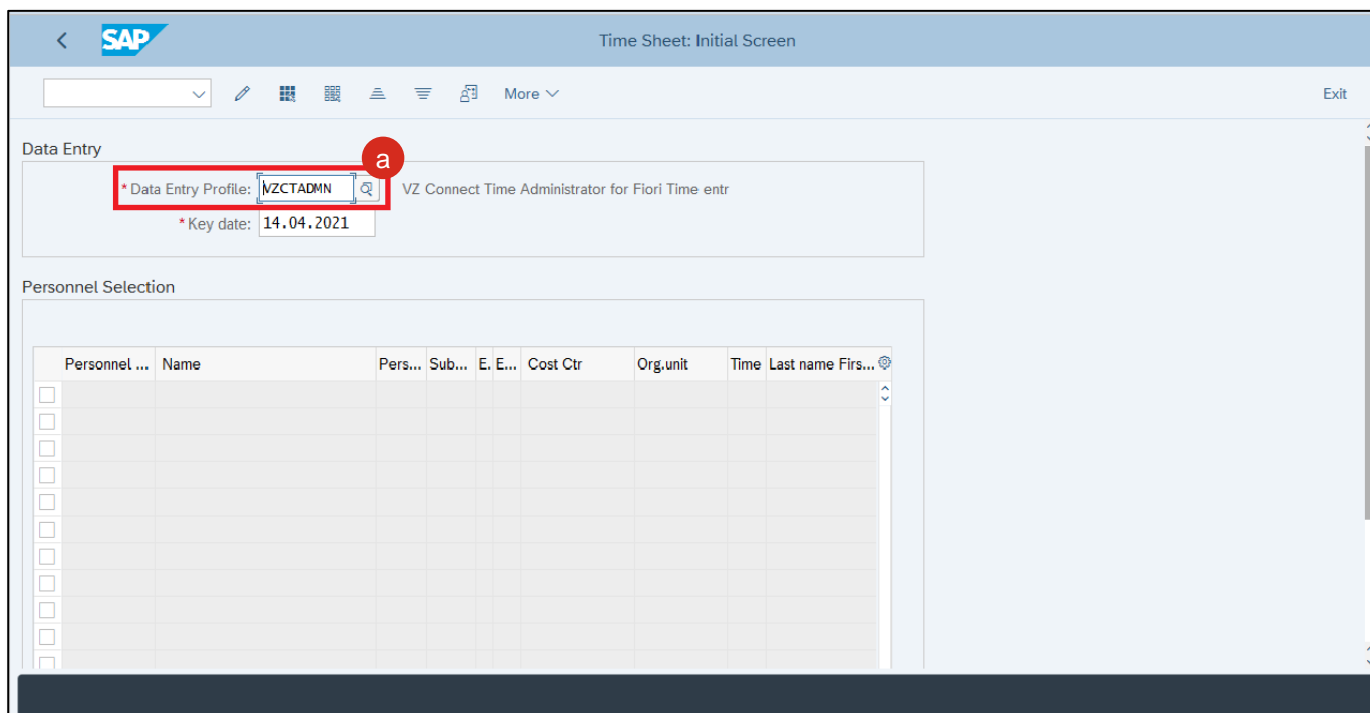 SAP Time Sheet: Initial Screen
More Exit
Data Entry
a
* Data Entry Profile: VZCTADMN VZ Connect Time Administrator for Fiori Time entr
* Key date: 14.04.2021
Personnel Selection
Personnel ... Name Pers... Sub... E. E... Cost Ctr Org.unit Time Last name Firs...